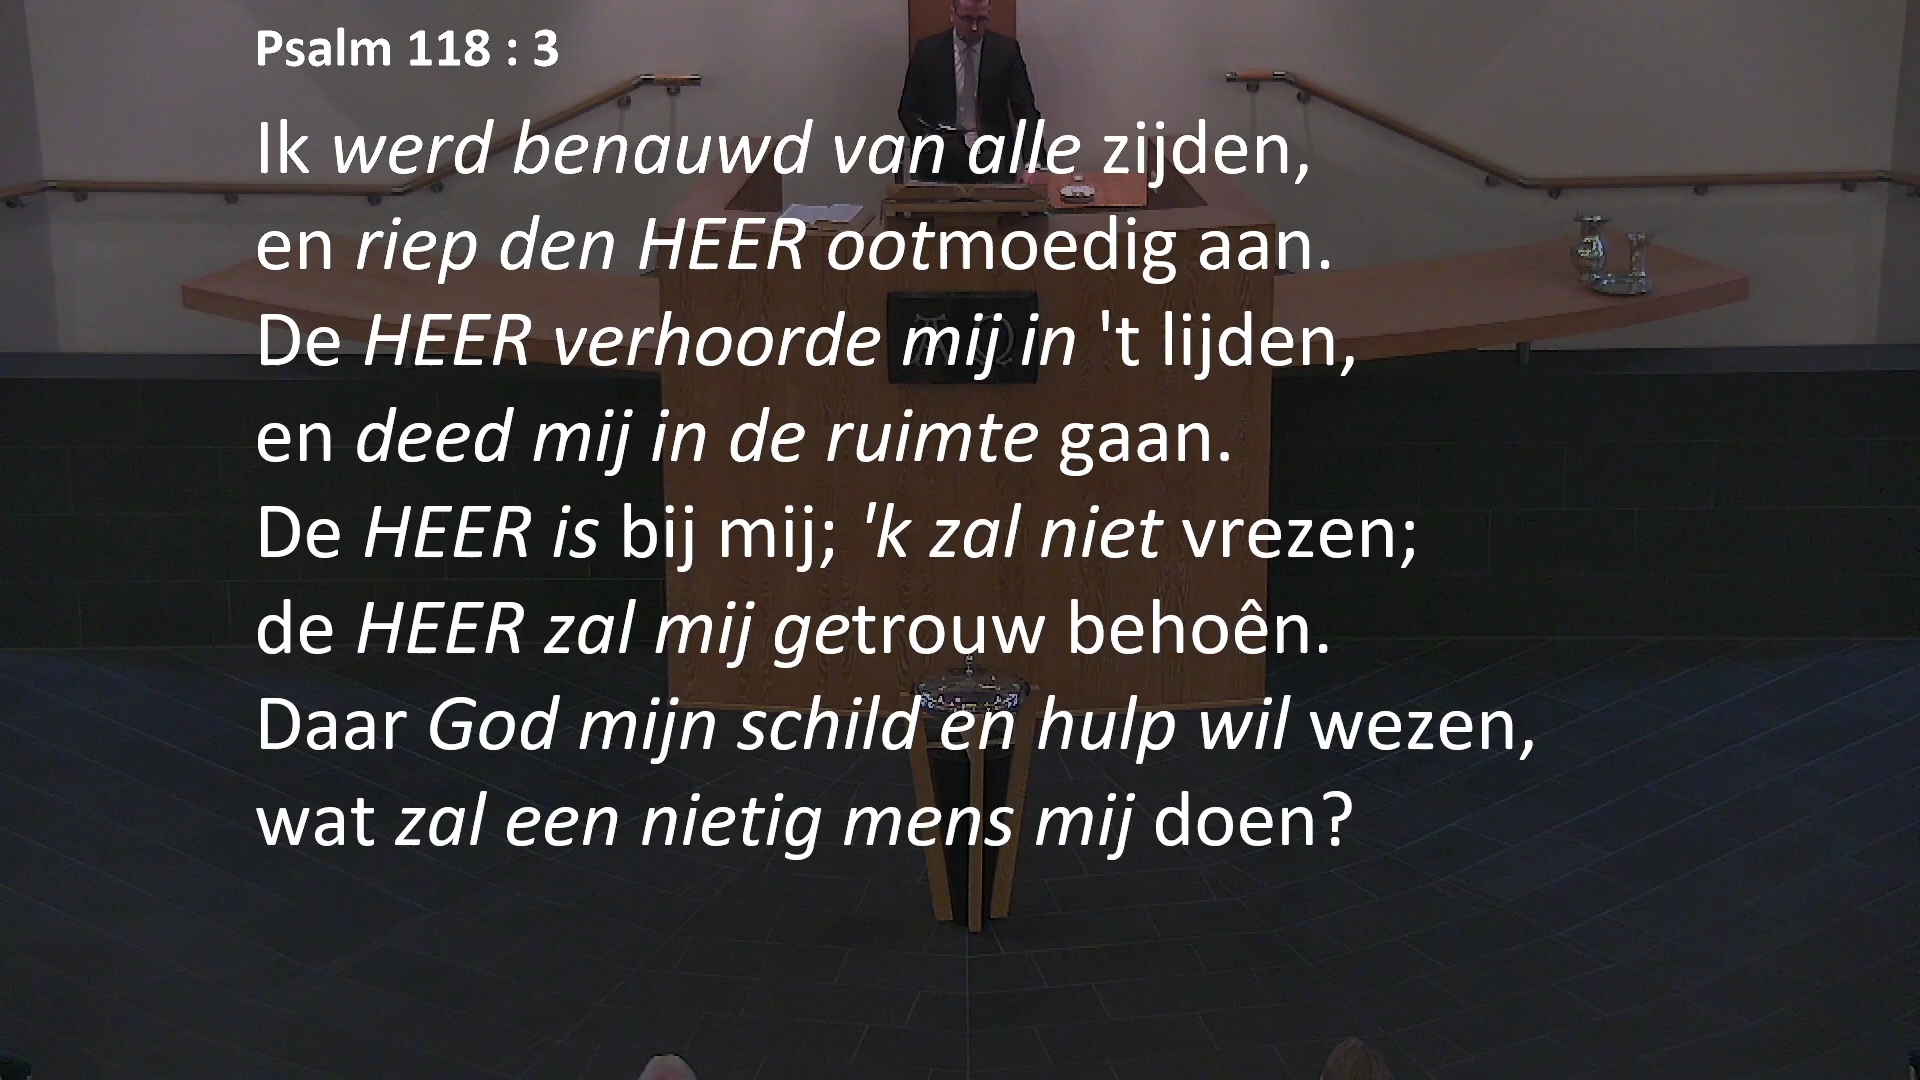 Psalm 118 : 3
Ik werd benauwd van alle zijden,
en riep den HEER ootmoedig aan.
De HEER verhoorde mij in 't lijden,
en deed mij in de ruimte gaan.
De HEER is bij mij; 'k zal niet vrezen;
de HEER zal mij getrouw behoên.
Daar God mijn schild en hulp wil wezen,
wat zal een nietig mens mij doen?
ΑΩ